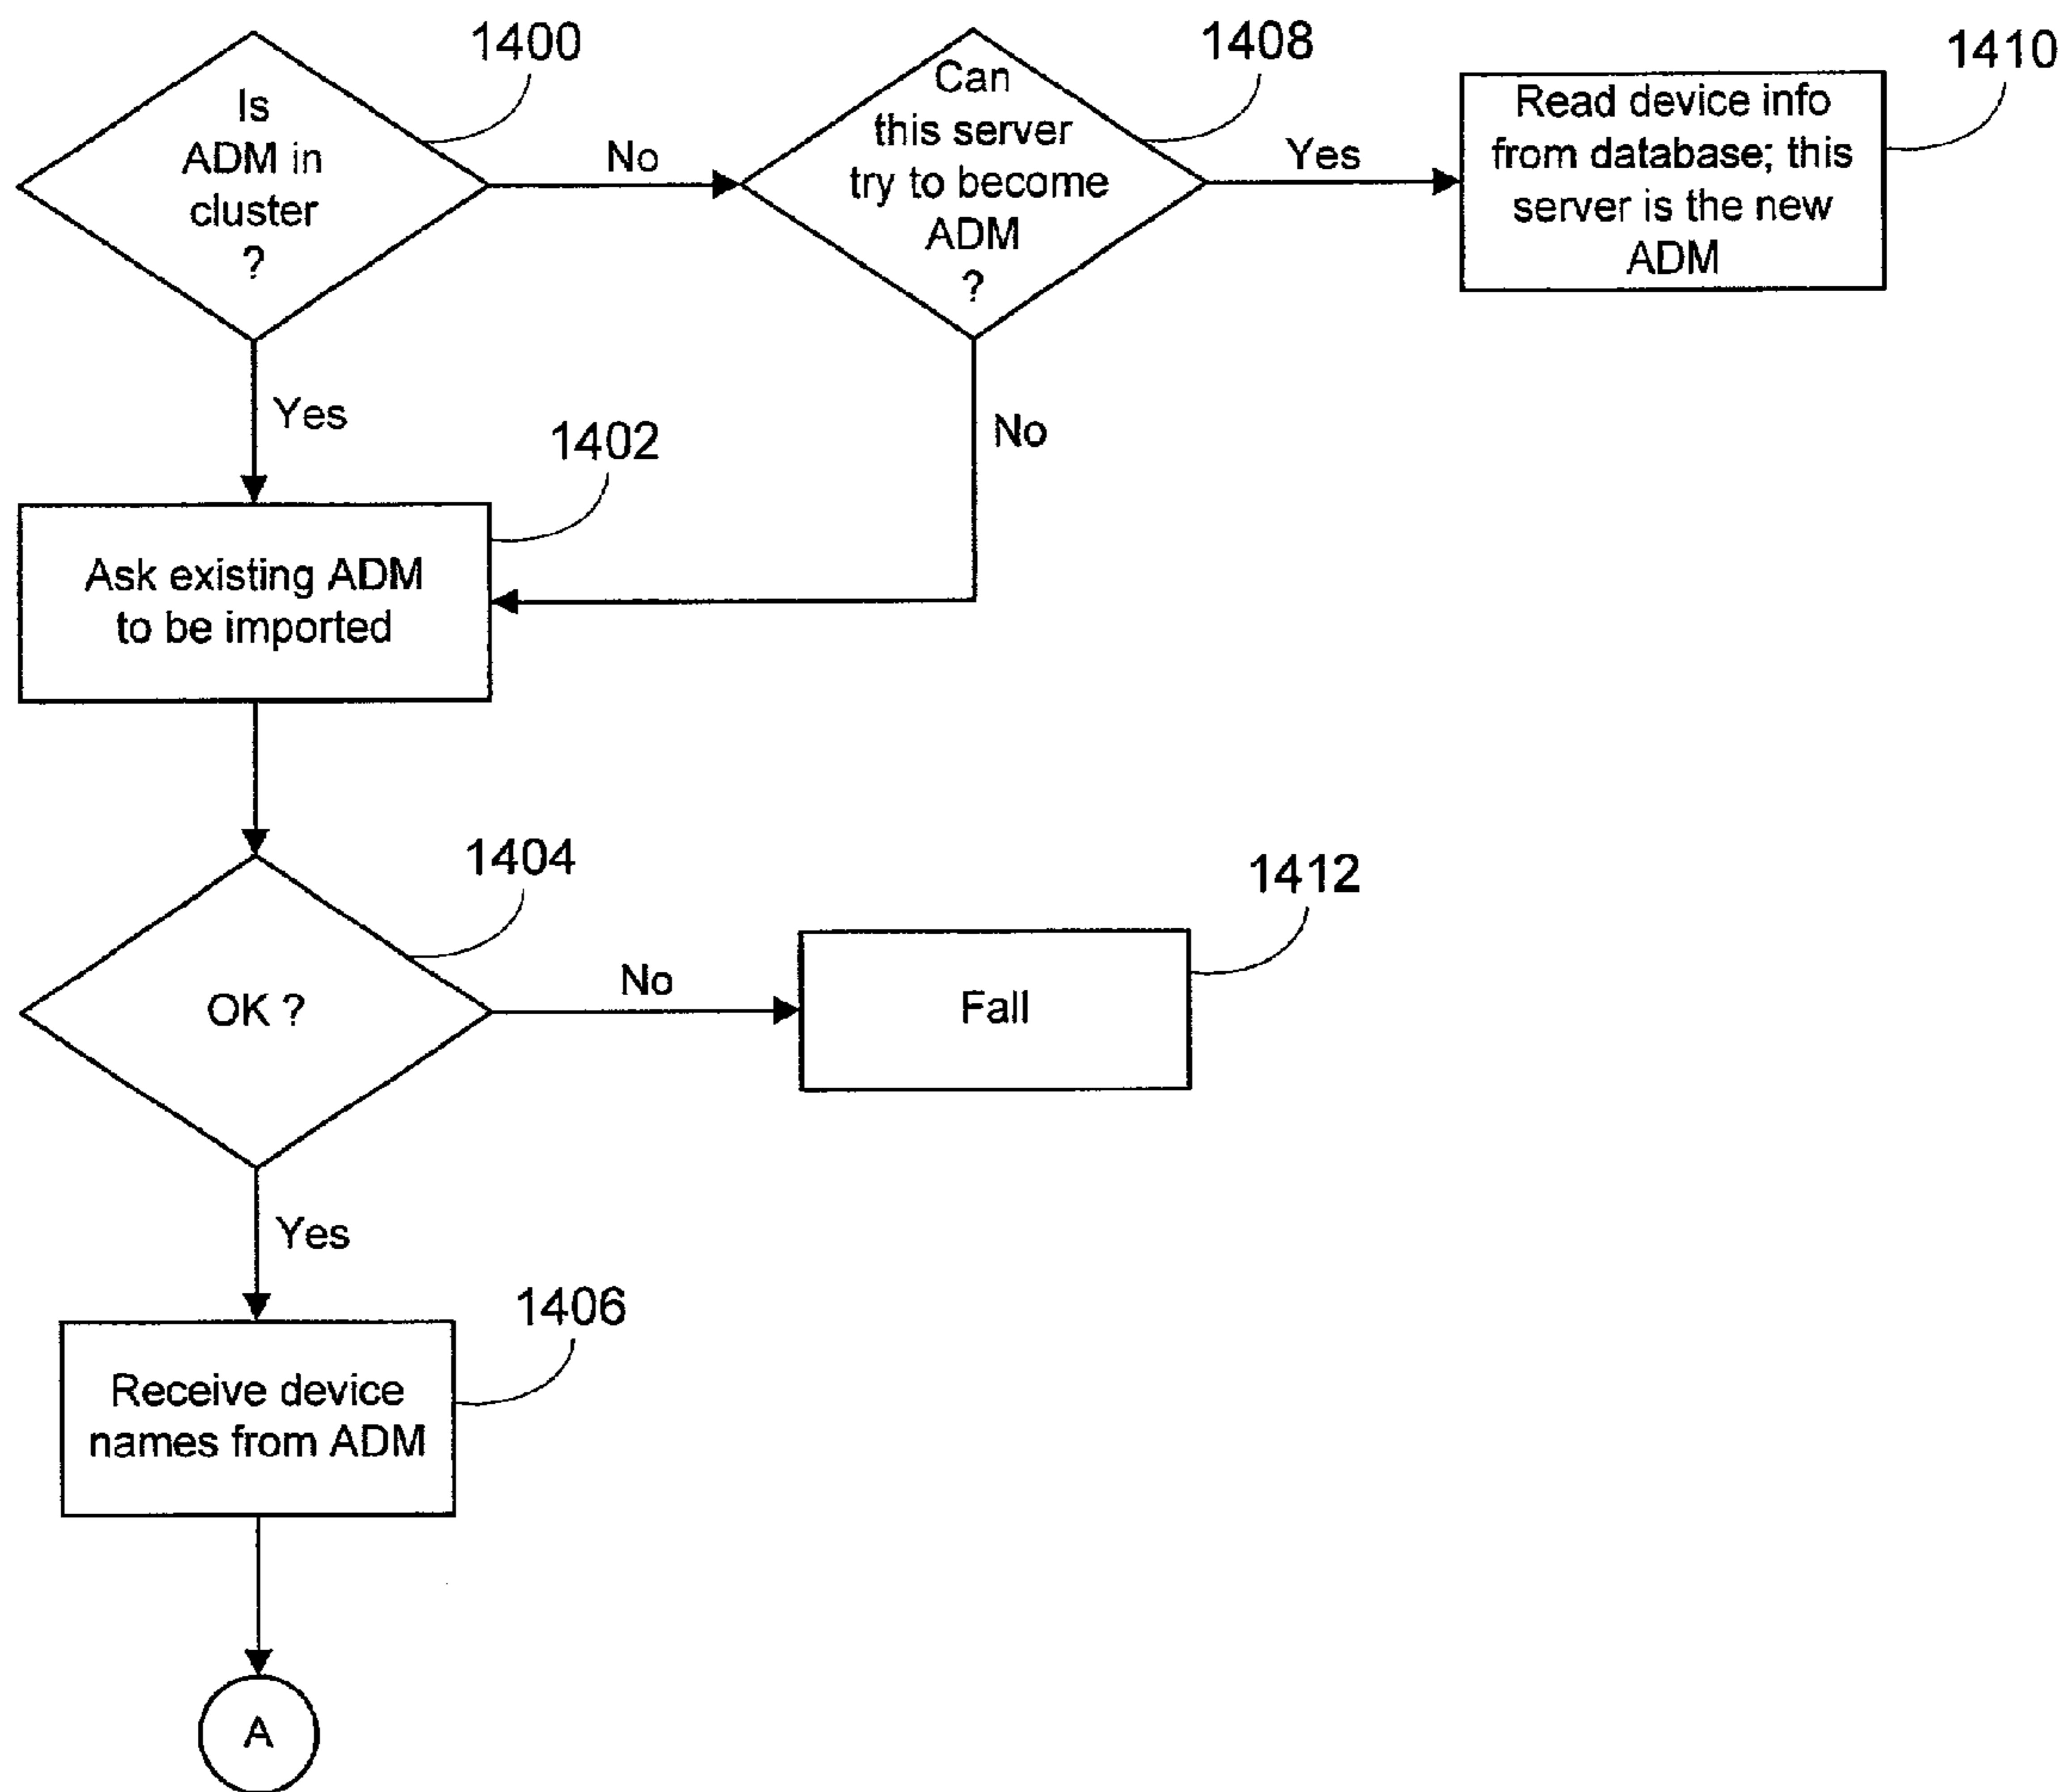 1400
Is
ADM in
cluster
?
No
1408
Can
this server
try to become
ADM
?
Yes
1410
Read device info
from database; this
server is the new
ADM
Yes
No
1402
Ask existing ADM
to be imported
1404
OK ?
No
1412
Fall
Yes
1406
Receive device
names from ADM
A